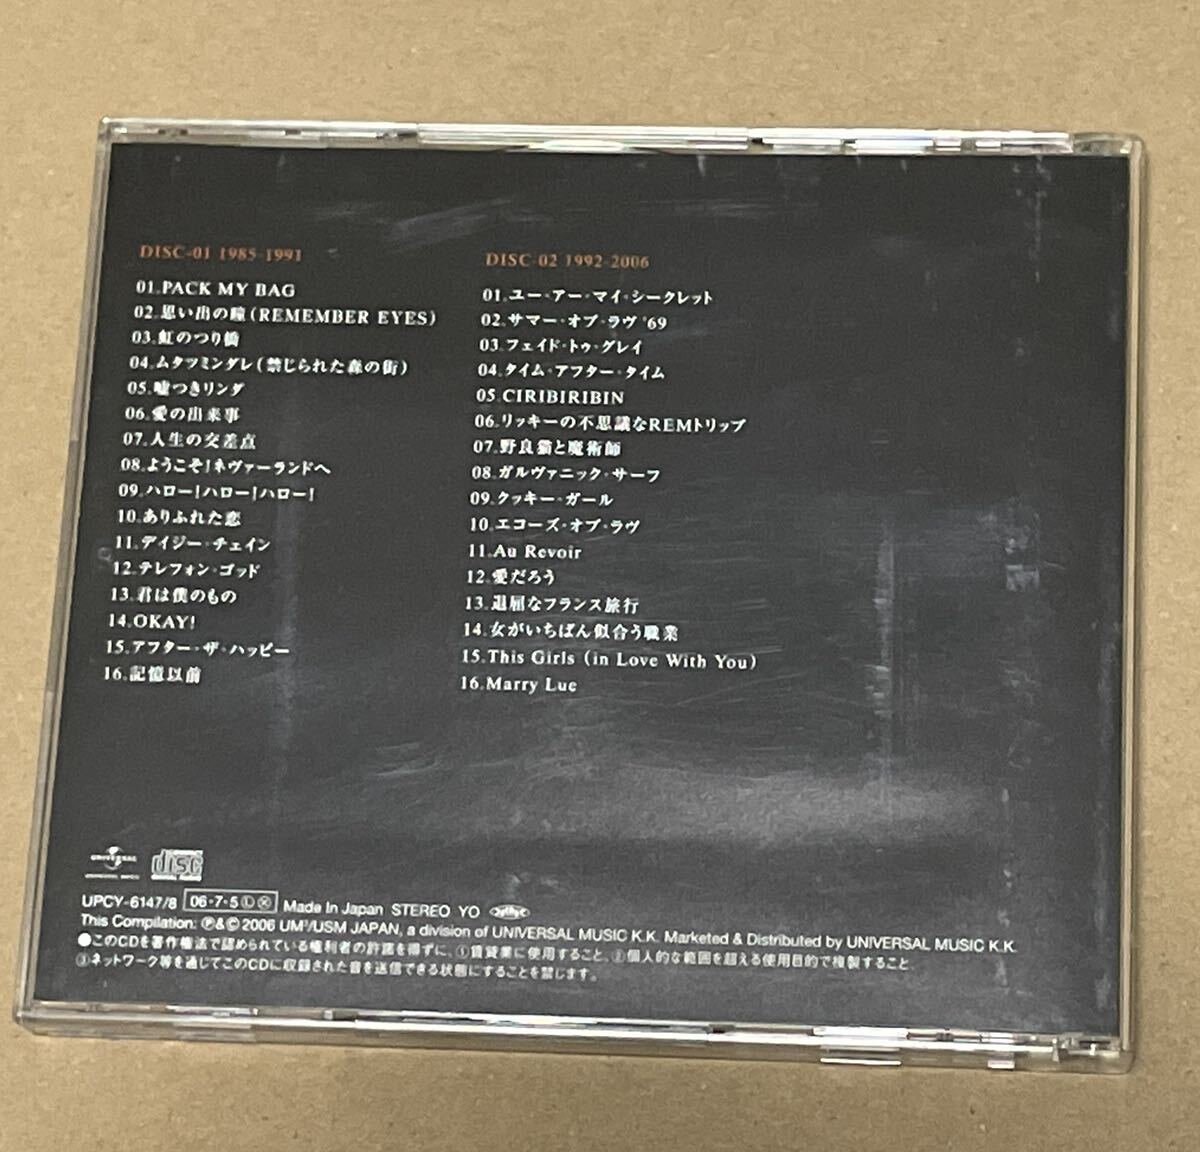 DISC-01 1985-1991
01.PACK MY BAG
02.思い出の瞳(REMEMBER EYES)
03.虹のつり橋
04.ムタツミンダレ(禁じられた森の街)
05.嘘つきリンダ
06.愛の出来事
07.人生の交差点
08.ようこそ!ネヴァーランドへ
09.ハロー!ハロー!ハロー!
10.ありふれた恋
11.デイジー・チェイン
12.テレフォン・ゴッド
13.君は僕のもの
14.OKAY!
15.アフター・ザ・ハッピー
16.記憶以前
DISC-02 1992-2006
01.ユー・アー・マイ・シークレット
02.サマー・オブ・ラヴ'69
03.フェイド・トゥ・グレイ
04.タイム・アフター・タイム
05.CIRIBIRIBIN
06.リッキーの不思議なREMトリップ
07.野良猫と魔術師
08.ガルヴァニック・サーフ
09.クッキー・ガール
10.エコーズ・オブ・ラヴ
11.Au Revoir
12.愛だろう
13.退屈なフランス旅行
14.女がいちばん似合う職業
15.This Girls (in Love With You)
16.Marry Lue
UNIVERSAL
disc
UPCY-6147/8 06・7・5 Ⓛ Ⓧ Made In Japan STEREO YO
This Compilation: ℗&© 2006 UM³/USM JAPAN, a division of UNIVERSAL MUSIC K.K. Marketed & Distributed by UNIVERSAL MUSIC K.K.
●このCDを著作権法で認められている権利者の許諾を得ずに、①賃貸業に使用すること、②個人的な範囲を超える使用目的で複製すること、
③ネットワーク等を通じてこのCDに収録された音を送信できる状態にすることを禁じます。